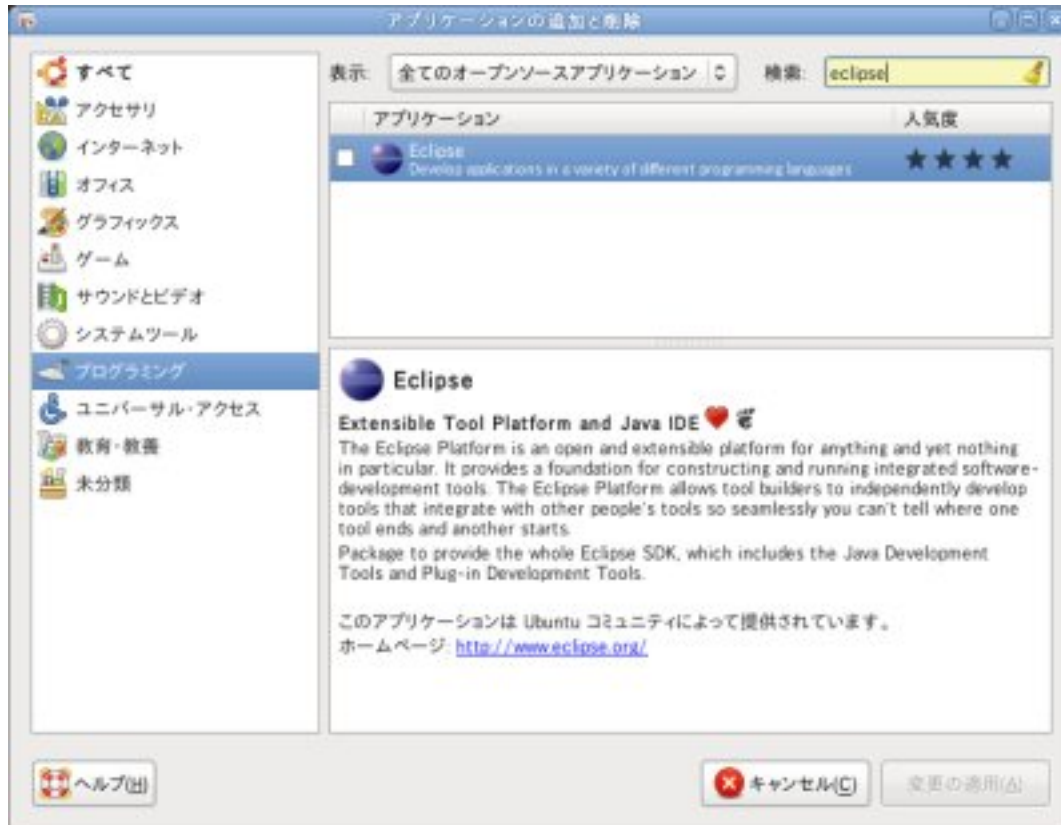 アプリケーションの追加と削除
すべて
アクセサリ
インターネット
オフィス
グラフィックス
ゲーム
サウンドとビデオ
システムツール
プログラミング
ユニバーサル・アクセス
教育・教養
未分類
表示: 全てのオープンソースアプリケーション 検索: eclipse
アプリケーション 人気度
Eclipse
Develop applications in a variety of different programming languages
Eclipse
Extensible Tool Platform and Java IDE
The Eclipse Platform is an open and extensible platform for anything and yet nothing
in particular. It provides a foundation for constructing and running integrated software-
development tools. The Eclipse Platform allows tool builders to independently develop
tools that integrate with other people's tools so seamlessly you can't tell where one
tool ends and another starts.
Package to provide the whole Eclipse SDK, which includes the Java Development
Tools and Plug-in Development Tools.
このアプリケーションは Ubuntu コミュニティによって提供されています。
ホームページ: http://www.eclipse.org/
ヘルプ(H) キャンセル(C) 変更の適用(A)